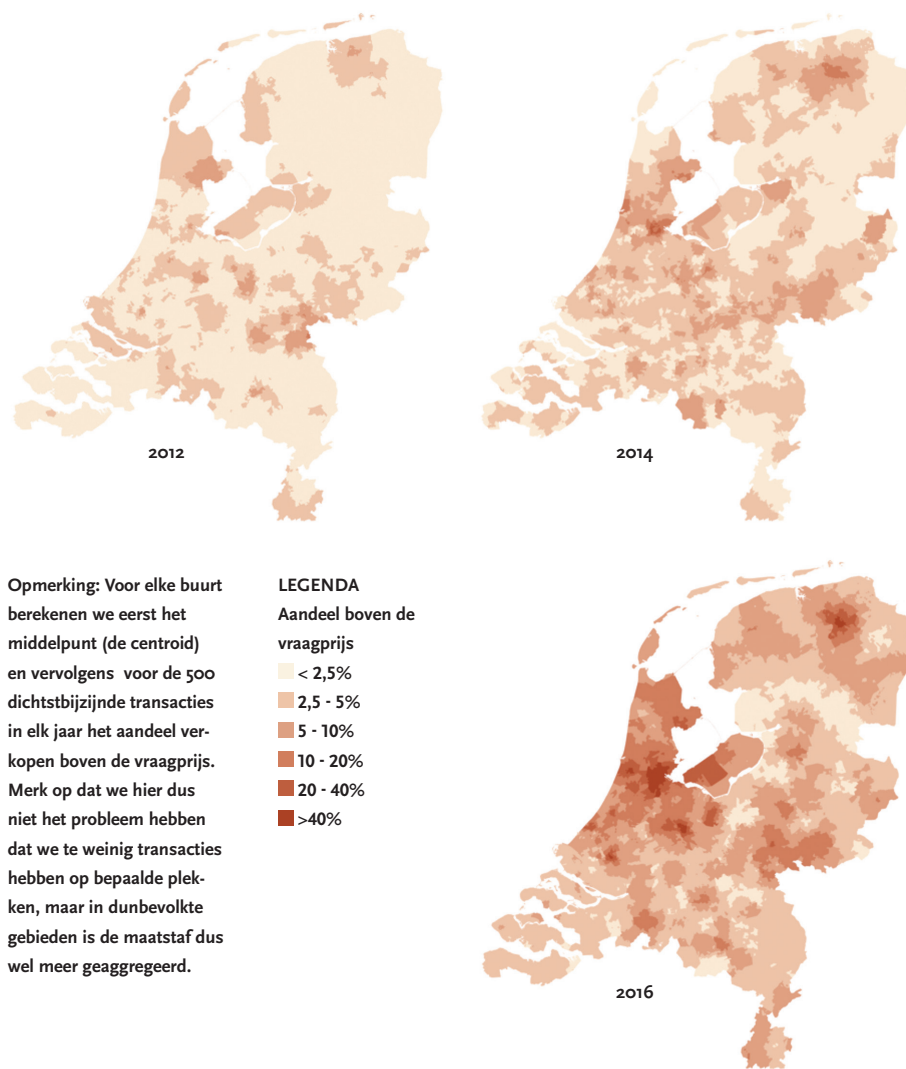 2012
2014
Opmerking: Voor elke buurt
berekenen we eerst het
middelpunt (de centroid)
en vervolgens voor de 500
dichtstbijzijnde transacties
in elk jaar het aandeel ver-
kopen boven de vraagprijs.
Merk op dat we hier dus
niet het probleem hebben
dat we te weinig transacties
hebben op bepaalde plek-
ken, maar in dunbevolkte
gebieden is de maatstaf dus
wel meer geaggregeerd.
LEGENDA
Aandeel boven de
vraagprijs
< 2,5%
2,5 - 5%
5 - 10%
10 - 20%
20 - 40%
>40%
2016